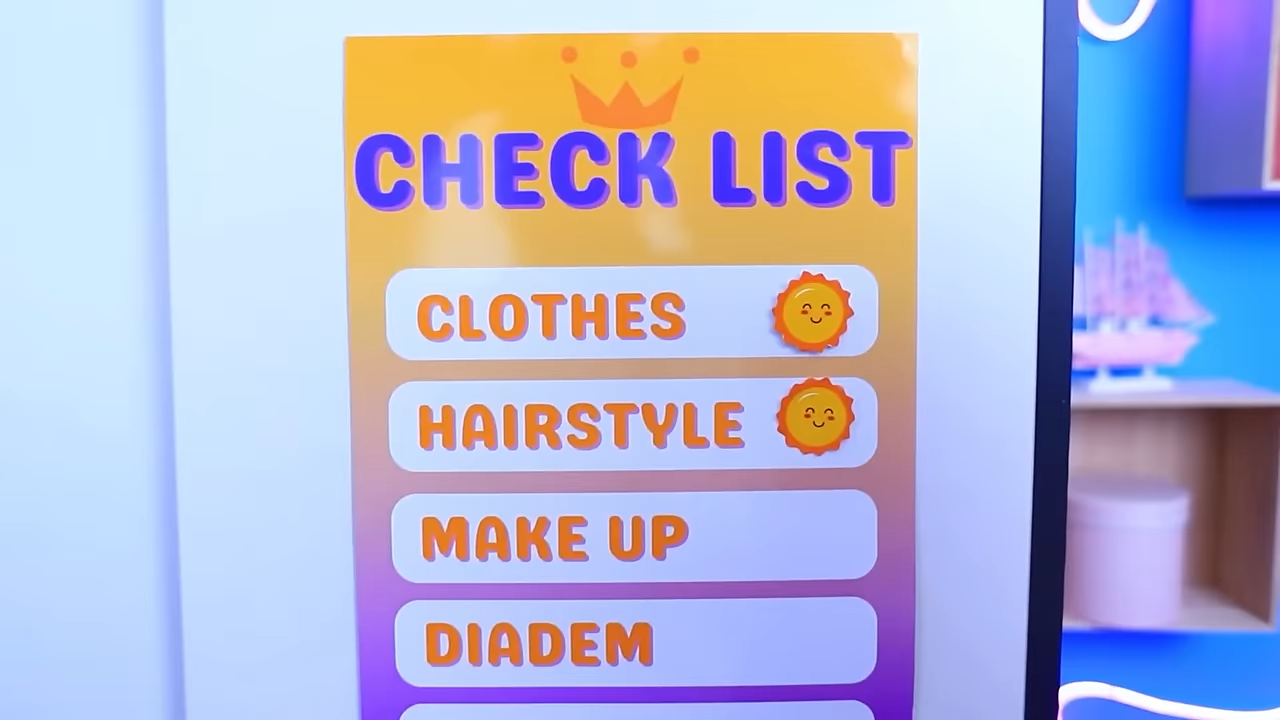 CHECK LIST
CLOTHES
HAIRSTYLE
MAKE UP
DIADEM